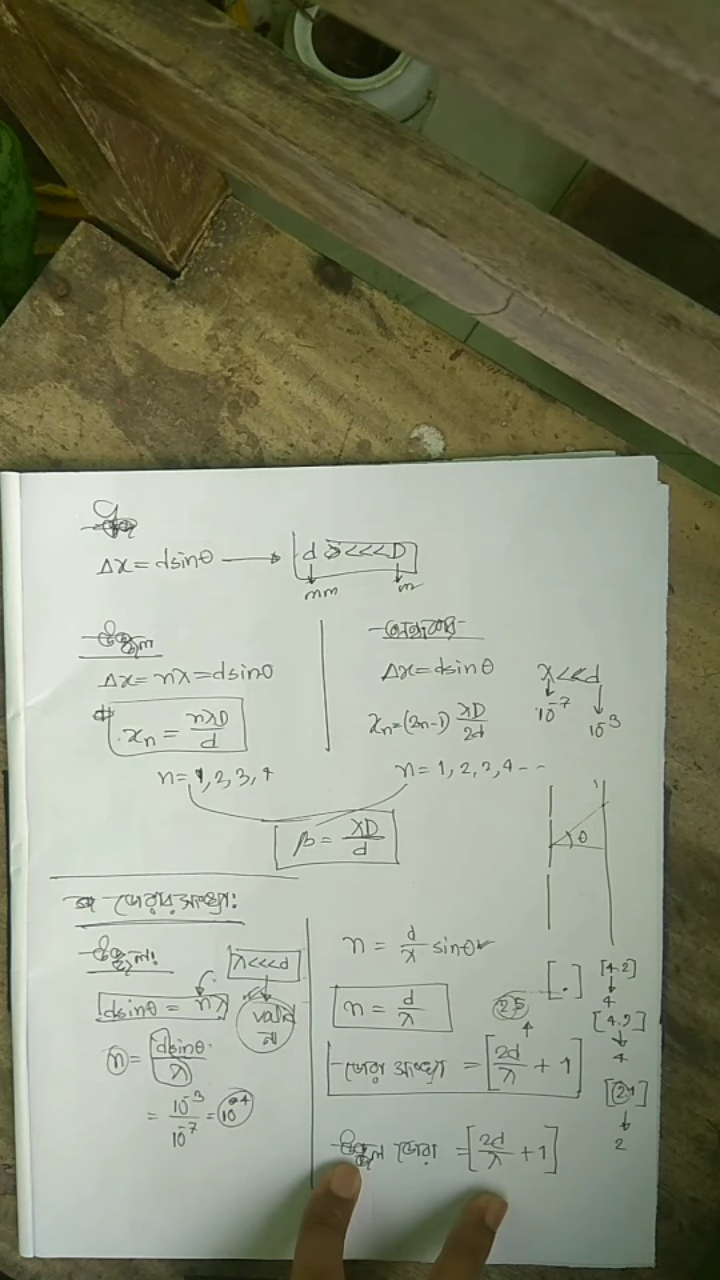 Δx = dsinθ → d <<< D
mm
m
উজ্জ্বল
Δx = nλ = dsinθ
xₙ = nλD/d
n = 1, 2, 3, 4
অন্ধকার
Δx = dsinθ
xₙ = (2n-1) λD/2d
n = 1, 2, 3, 4 - -
λ <<< d
10⁻⁷
10⁻³
β = λD/d
θ
ডোরার সংখ্যা:
উজ্জ্বল:
λ <<< d
dsinθ = nλ
valid না
n = dsinθ/λ
= 10⁻³/10⁻⁷ = 10⁴
n = d/λ sinθ
n = d/λ
2.5
ডোরা সংখ্যা = [2d/λ + 1]
উজ্জ্বল ডোরা = [2d/λ + 1]
[.] [4.2]
4
[4.9]
4
[2.1]
2